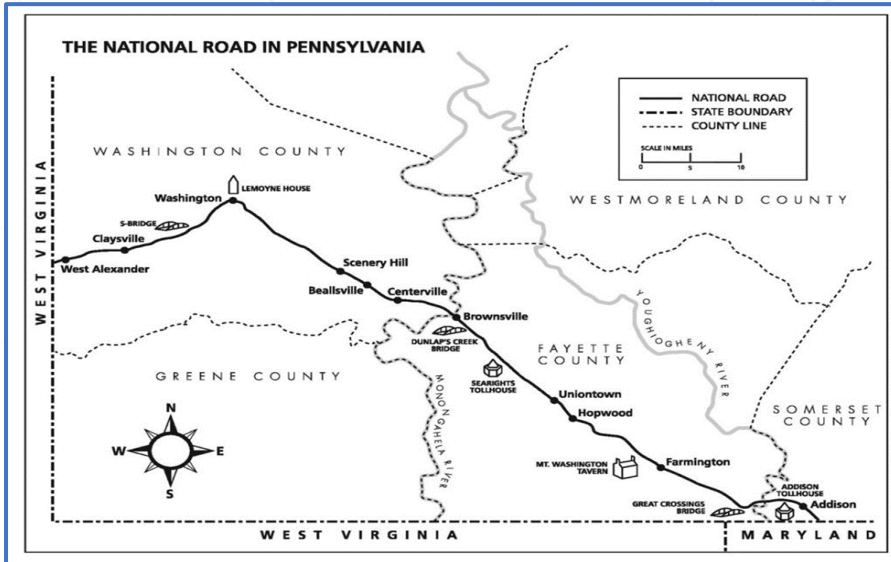 THE NATIONAL ROAD IN PENNSYLVANIA
NATIONAL ROAD
STATE BOUNDARY
COUNTY LINE
SCALE IN MILES
0 5 10
WASHINGTON COUNTY
WESTMORELAND COUNTY
WEST VIRGINIA
LEMOYNE HOUSE
Washington
S-BRIDGE
Claysville
West Alexander
Scenery Hill
Beallsville
Centerville
Brownsville
DUNLAP'S CREEK
BRIDGE
YOUGHIOGHENY RIVER
FAYETTE
COUNTY
SEARIGHTS
TOLLHOUSE
GREENE COUNTY
MONONGAHELA RIVER
Uniontown
Hopwood
SOMERSET
COUNTY
N
W E
S
MT. WASHINGTON
TAVERN
Farmington
ADDISON
TOLLHOUSE
GREAT CROSSINGS
BRIDGE
Addison
WEST VIRGINIA
MARYLAND